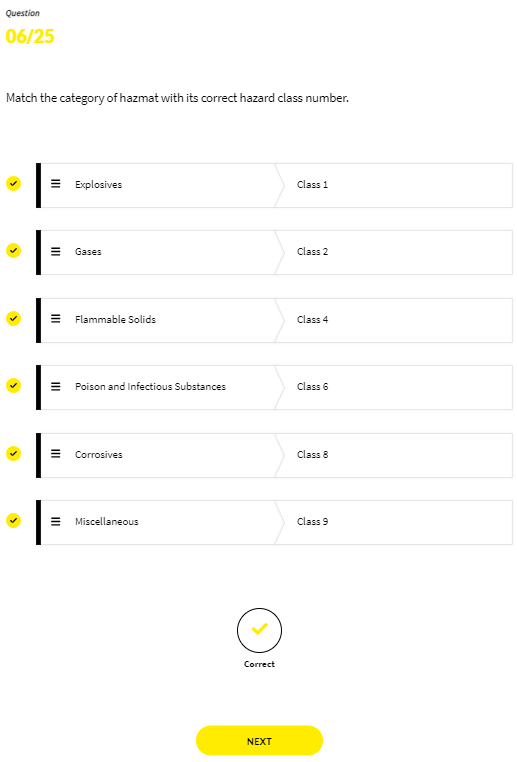 Question
06/25
Match the category of hazmat with its correct hazard class number.
Explosives Class 1
Gases Class 2
Flammable Solids Class 4
Poison and Infectious Substances Class 6
Corrosives Class 8
Miscellaneous Class 9
Correct
NEXT